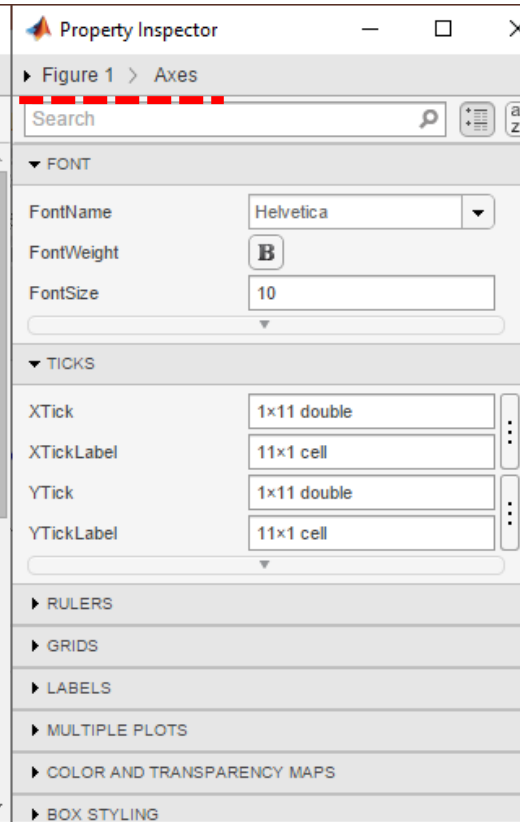 Property Inspector
Figure 1 > Axes
Search
a
z
FONT
FontName Helvetica
FontWeight B
FontSize 10
TICKS
XTick 1×11 double
XTickLabel 11×1 cell
YTick 1×11 double
YTickLabel 11×1 cell
RULERS
GRIDS
LABELS
MULTIPLE PLOTS
COLOR AND TRANSPARENCY MAPS
BOX STYLING